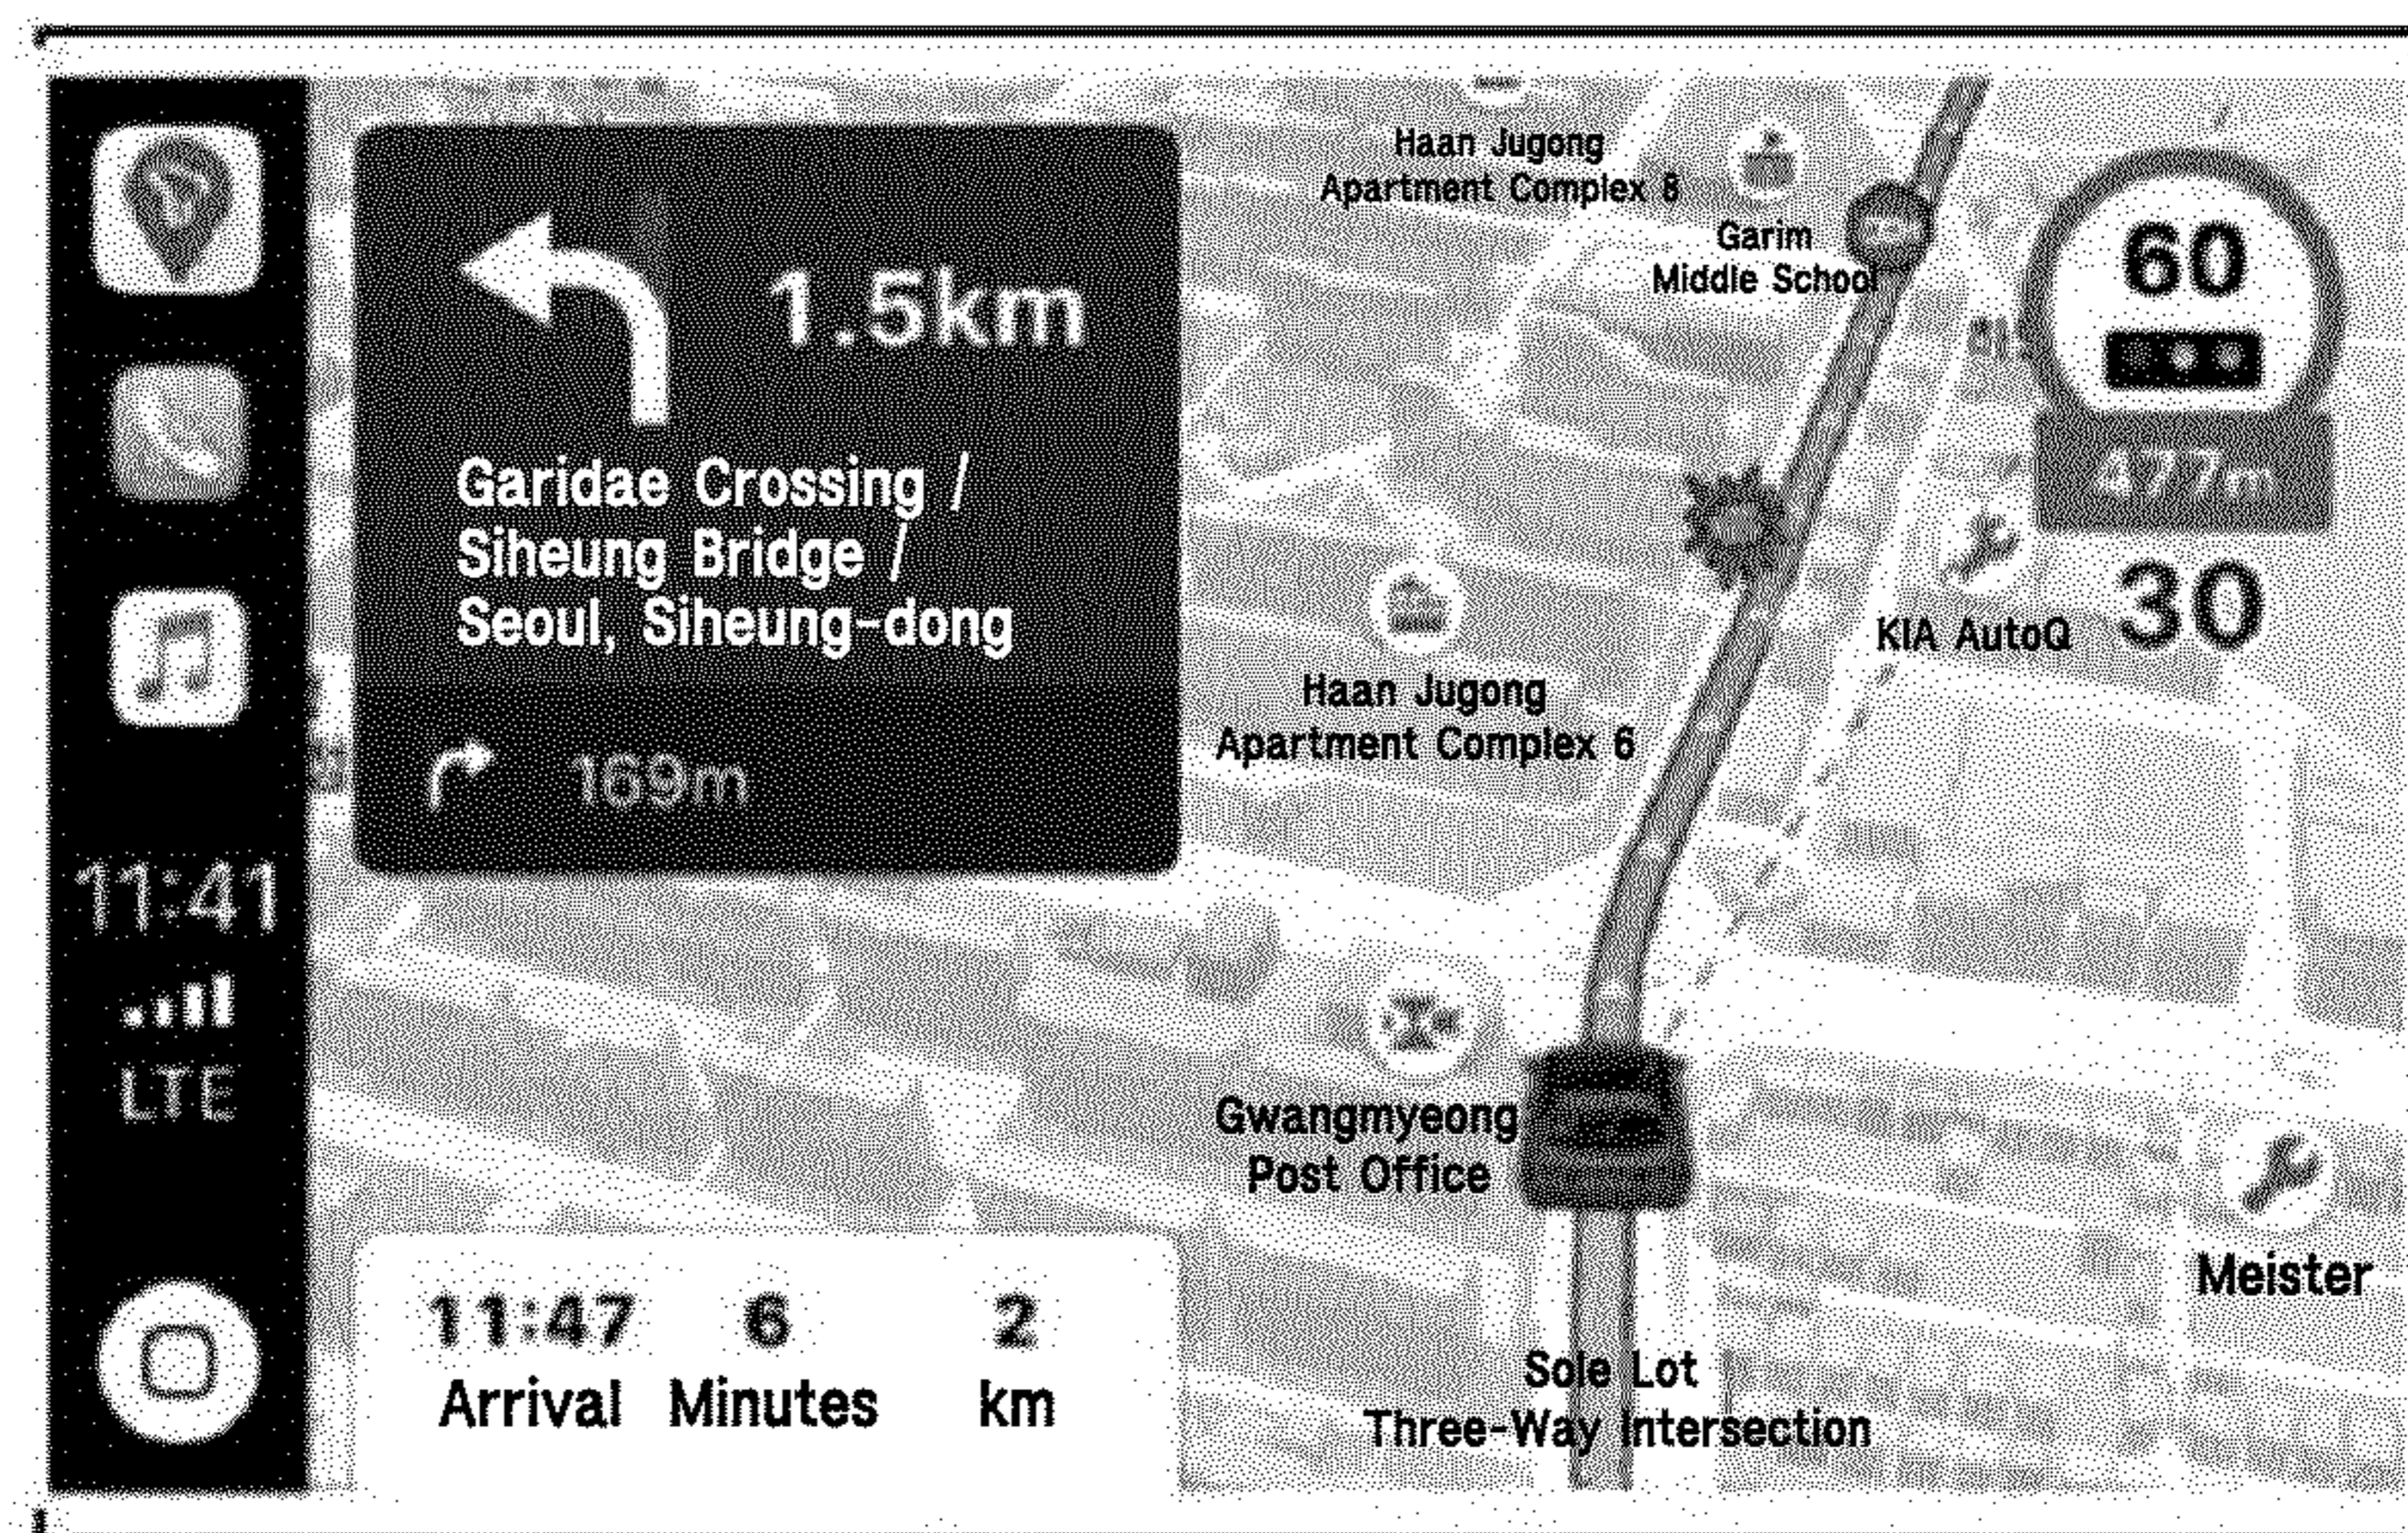 11:41
LTE
1.5km
Garidae Crossing /
Siheung Bridge /
Seoul, Siheung-dong
169m
11:47 6 2
Arrival Minutes km
Haan Jugong
Apartment Complex 8
Garim
Middle School
60
477m
30
KIA AutoQ
Haan Jugong
Apartment Complex 6
Gwangmyeong
Post Office
Meister
Sole Lot
Three-Way Intersection